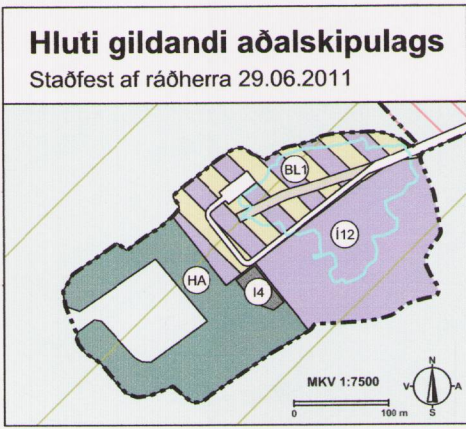 Hluti gildandi aðalskipulags
Staðfest af ráðherra 29.06.2011
BL1
Í12
HA
I4
MKV 1:7500
0 100 m
N
V A
S